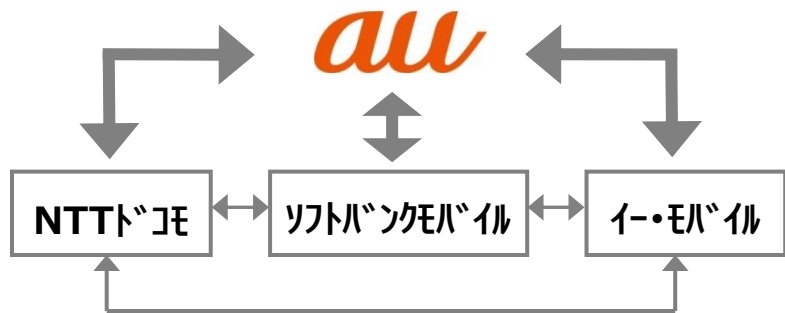 au
NTTﾄﾞｺﾓ
ｿﾌﾄﾊﾞﾝｸﾓﾊﾞｲﾙ
ｲｰ・ﾓﾊﾞｲﾙ